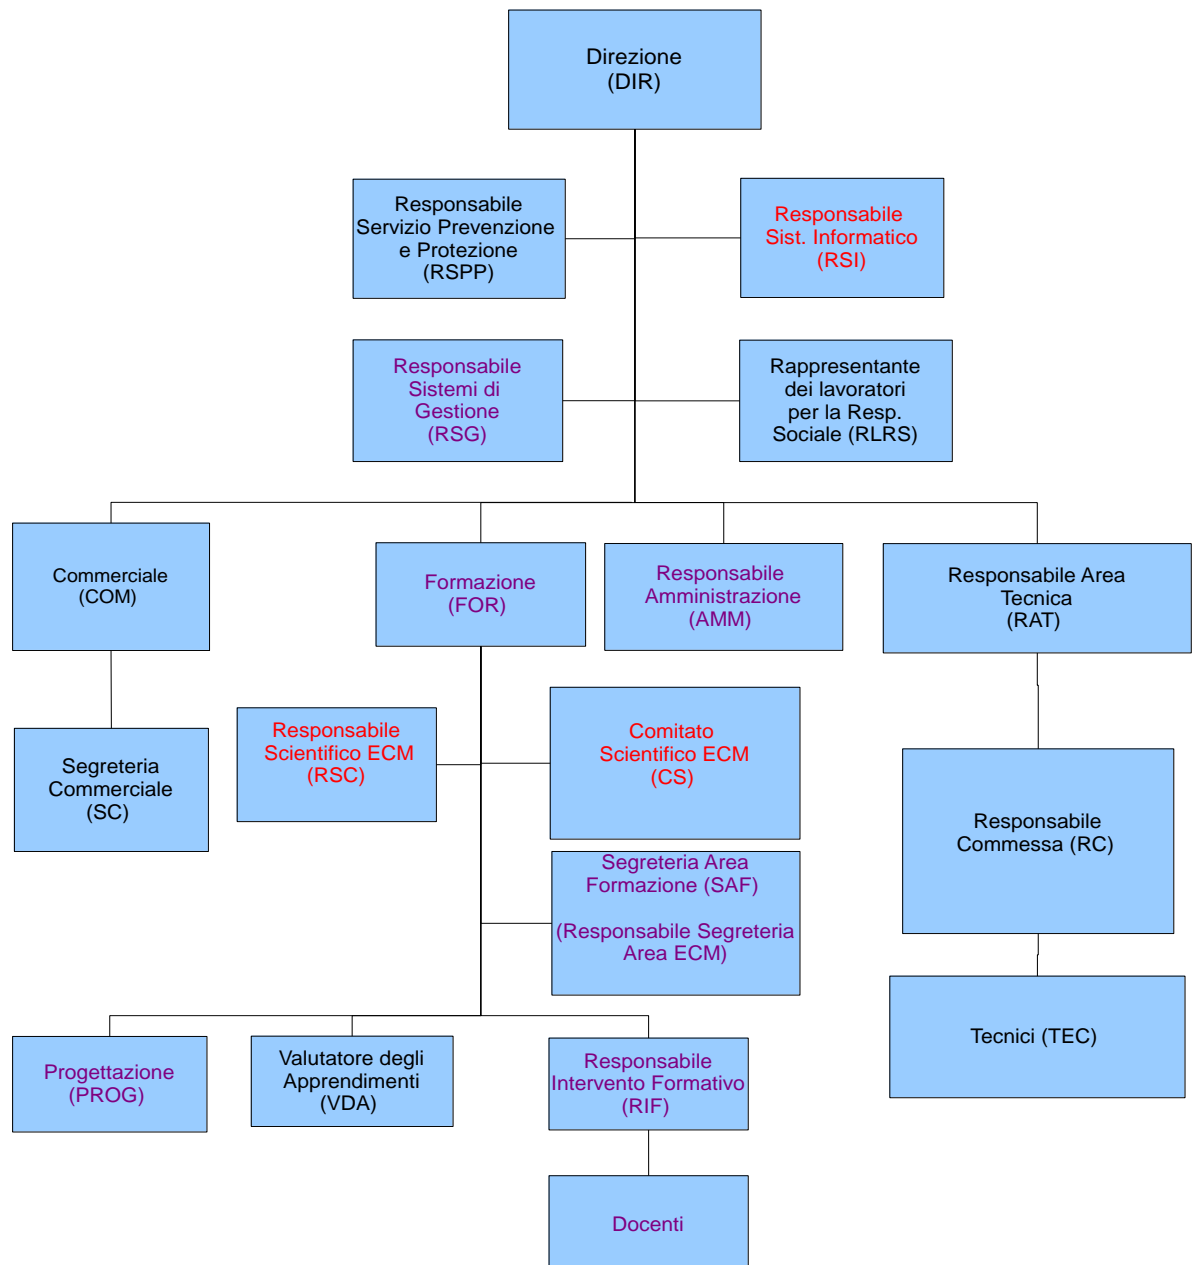 Direzione
(DIR)
Responsabile
Servizio Prevenzione
e Protezione
(RSPP)
Responsabile
Sist. Informatico
(RSI)
Responsabile
Sistemi di
Gestione
(RSG)
Rappresentante
dei lavoratori
per la Resp.
Sociale (RLRS)
Commerciale
(COM)
Formazione
(FOR)
Responsabile
Amministrazione
(AMM)
Responsabile Area
Tecnica
(RAT)
Segreteria
Commerciale
(SC)
Responsabile
Scientifico ECM
(RSC)
Comitato
Scientifico ECM
(CS)
Responsabile
Commessa (RC)
Segreteria Area
Formazione (SAF)
(Responsabile Segreteria
Area ECM)
Tecnici (TEC)
Progettazione
(PROG)
Valutatore degli
Apprendimenti
(VDA)
Responsabile
Intervento Formativo
(RIF)
Docenti